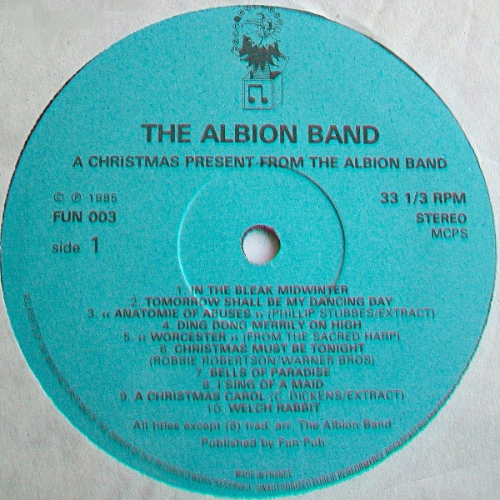 THE ALBION BAND
A CHRISTMAS PRESENT FROM THE ALBION BAND
© ℗ 1985
FUN 003
side 1
33 1/3 RPM
STEREO
MCPS
1. IN THE BLEAK MIDWINTER
2. TOMORROW SHALL BE MY DANCING DAY
3. « ANATOMIE OF ABUSES » (PHILLIP STUBBES/EXTRACT)
4. DING DONG MERRILY ON HIGH
5. « WORCESTER » (FROM THE SACRED HARP)
6. CHRISTMAS MUST BE TONIGHT
(ROBBIE ROBERTSON/WARNER BROS)
7. BELLS OF PARADISE
8. I SING OF A MAID
9. A CHRISTMAS CAROL (C. DICKENS/EXTRACT)
10. WELCH RABBIT
All titles except (6) trad. arr. The Albion Band
Published by Fun Pub
MADE IN FRANCE